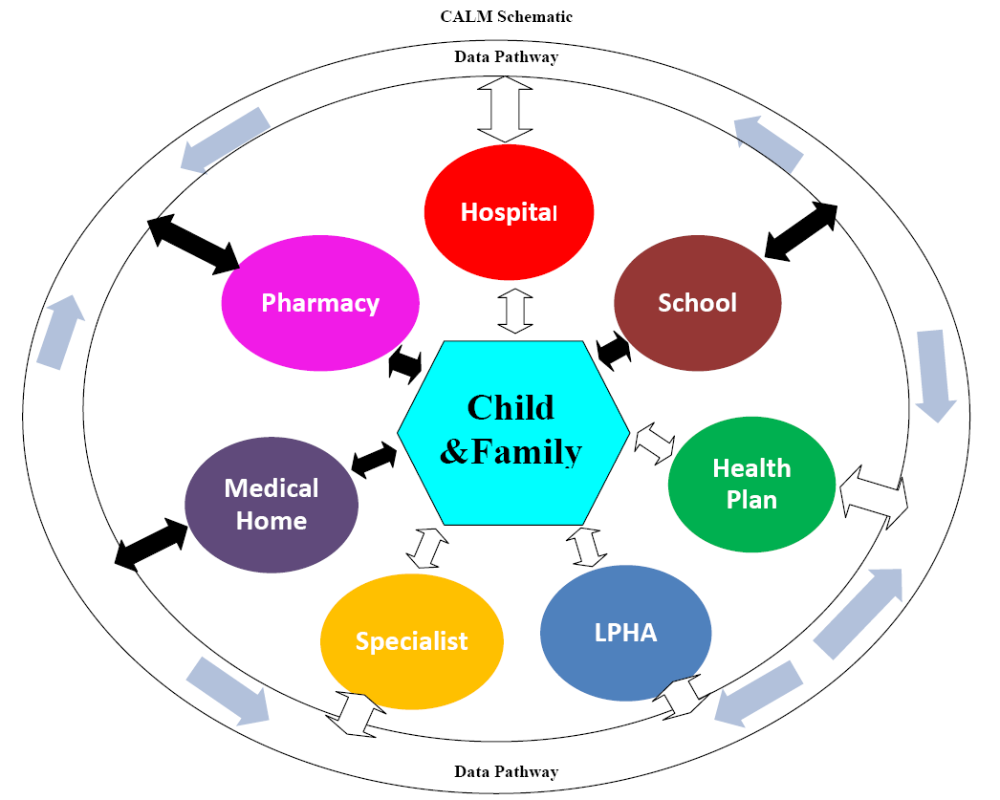 CALM Schematic
Data Pathway
Hospital
Pharmacy
School
Child
&Family
Health
Plan
Medical
Home
Specialist
LPHA
Data Pathway